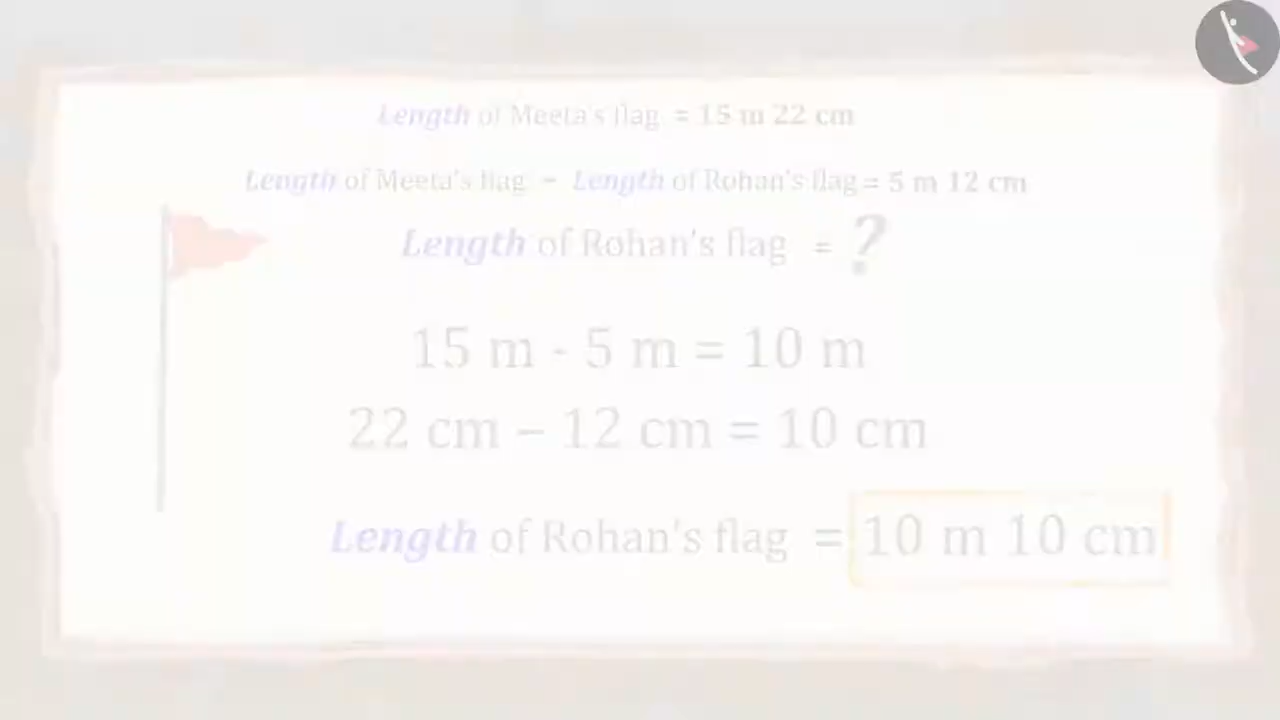 Length of Meeta's flag = 15 m 22 cm
Length of Meeta's flag - Length of Rohan's flag = 5 m 12 cm
Length of Rohan's flag = ?
15 m - 5 m = 10 m
22 cm – 12 cm = 10 cm
Length of Rohan's flag = 10 m 10 cm